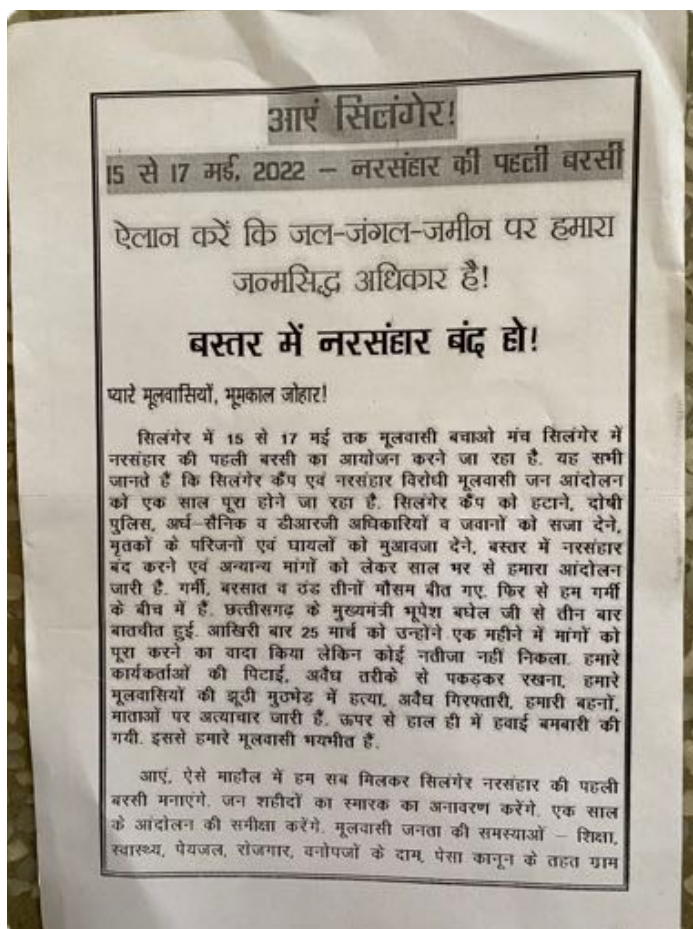 आएं सिलंगेर!
15 से 17 मई, 2022 – नरसंहार की पहली बरसी
ऐलान करें कि जल-जंगल-जमीन पर हमारा
जन्मसिद्ध अधिकार है!
बस्तर में नरसंहार बंद हो!
प्यारे मूलवासियों, भूमकाल जोहार!
सिलंगेर में 15 से 17 मई तक मूलवासी बचाओ मंच सिलंगेर में
नरसंहार की पहली बरसी का आयोजन करने जा रहा है. यह सभी
जानते हैं कि सिलंगेर कैंप एवं नरसंहार विरोधी मूलवासी जन आंदोलन
को एक साल पूरा होने जा रहा है. सिलंगेर कैंप को हटाने, दोषी
पुलिस, अर्ध-सैनिक व डीआरजी अधिकारियों व जवानों को सजा देने,
मृतकों के परिजनों एवं घायलों को मुआवजा देने, बस्तर में नरसंहार
बंद करने एवं अन्यान्य मांगों को लेकर साल भर से हमारा आंदोलन
जारी है. गर्मी, बरसात व ठंड तीनों मौसम बीत गए. फिर से हम गर्मी
के बीच में हैं. छत्तीसगढ़ के मुख्यमंत्री भूपेश बघेल जी से तीन बार
बातचीत हुई. आखिरी बार 25 मार्च को उन्होंने एक महीने में मांगों को
पूरा करने का वादा किया लेकिन कोई नतीजा नहीं निकला. हमारे
कार्यकर्ताओं की पिटाई, अवैध तरीके से पकड़कर रखना, हमारे
मूलवासियों की झूठी मुठभेड़ में हत्या, अवैध गिरफ्तारी, हमारी बहनों,
माताओं पर अत्याचार जारी हैं. ऊपर से हाल ही में हवाई बमबारी की
गयी. इससे हमारे मूलवासी भयभीत हैं.
आएं, ऐसे माहौल में हम सब मिलकर सिलंगेर नरसंहार की पहली
बरसी मनाएंगे. जन शहीदों का स्मारक का अनावरण करेंगे. एक साल
के आंदोलन की समीक्षा करेंगे. मूलवासी जनता की समस्याओं – शिक्षा,
स्वास्थ्य, पेयजल, रोजगार, वनोपजों के दाम, पेसा कानून के तहत ग्राम